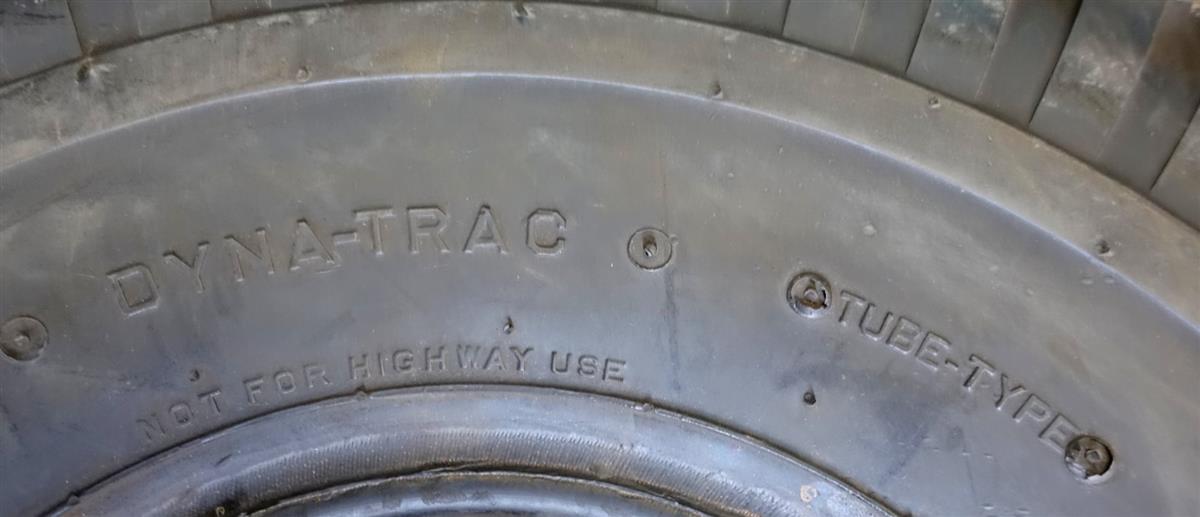 DYNA-TRAC
NOT FOR HIGHWAY USE
TUBE-TYPE